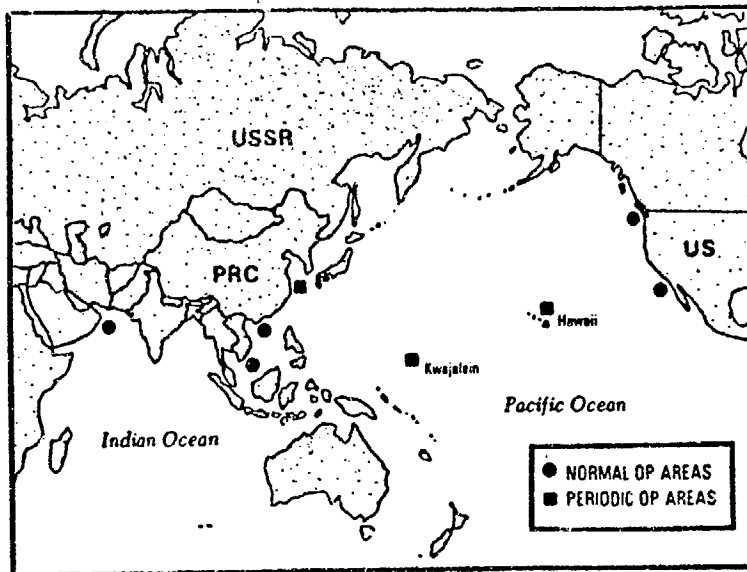 USSR
PRC
US
Hawaii
Kwajalein
Pacific Ocean
Indian Ocean
NORMAL OP AREAS
PERIODIC OP AREAS